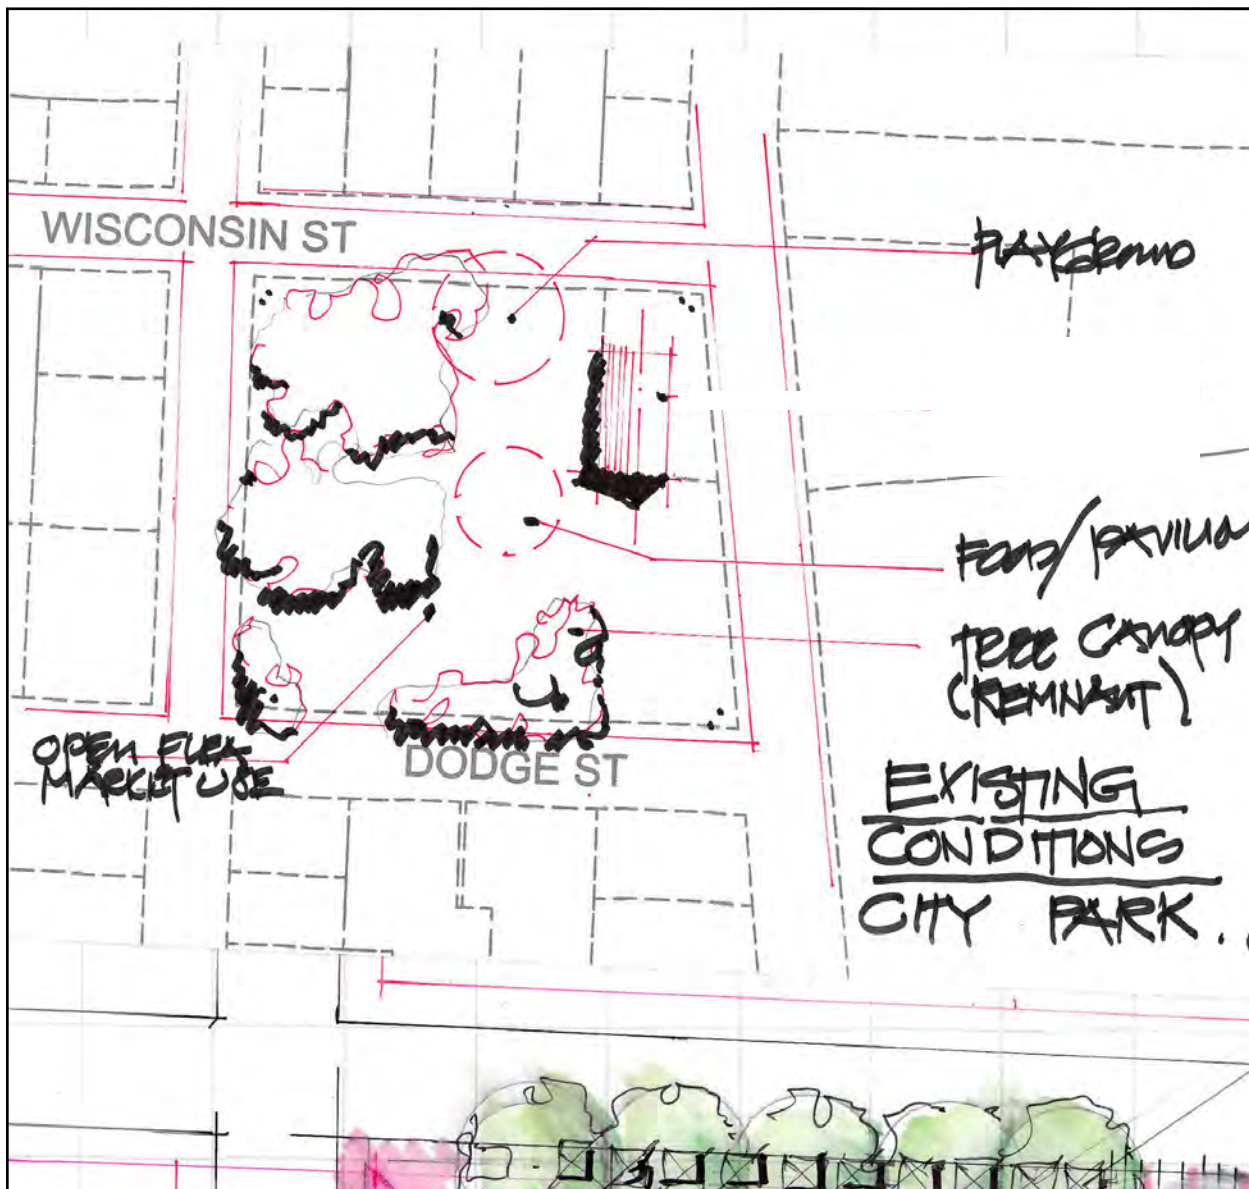 WISCONSIN ST
PLAYGROUND
FOOD/PAVILION
TREE CANOPY
(REMNANT)
OPEN FLEA
MARKET USE
DODGE ST
EXISTING
CONDITIONS
CITY PARK.